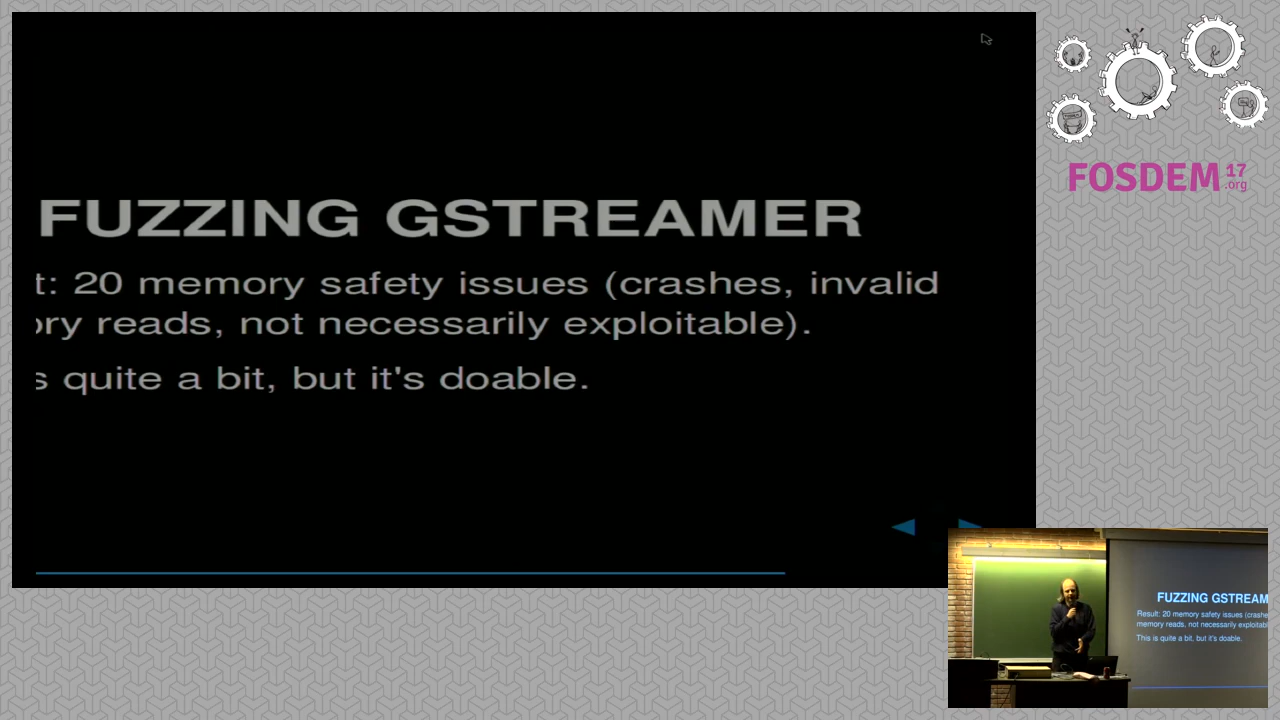 FUZZING GSTREAMER
t: 20 memory safety issues (crashes, invalid
ory reads, not necessarily exploitable).
s quite a bit, but it's doable.
FOSDEM 17
.org
FUZZING GSTREAM
Result: 20 memory safety issues (crashe
memory reads, not necessarily exploitabl
This is quite a bit, but it's doable.